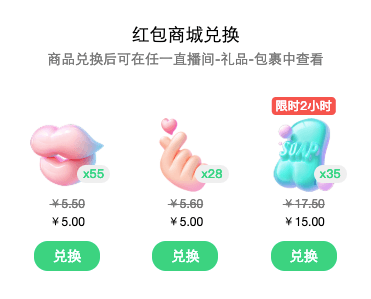 红包商城兑换
商品兑换后可在任一直播间-礼品-包裹中查看
限时2小时
SOAP
x55 x28 x35
￥5.50 ￥5.60 ￥17.50
￥5.00 ￥5.00 ￥15.00
兑换 兑换 兑换